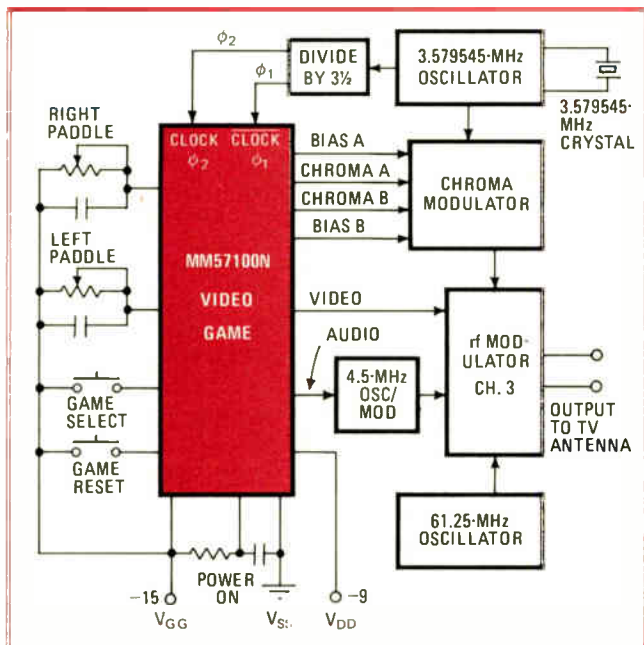 ϕ2
ϕ1
DIVIDE
BY 3½
3.579545-MHz
OSCILLATOR
3.579545-
MHz
CRYSTAL
RIGHT
PADDLE
CLOCK
ϕ2
CLOCK
ϕ1
BIAS A
CHROMA A
CHROMA B
BIAS B
CHROMA
MODULATOR
LEFT
PADDLE
MM57100N
VIDEO
GAME
VIDEO
AUDIO
4.5-MHz
OSC/
MOD
rf MOD-
ULATOR
CH. 3
OUTPUT
TO TV
ANTENNA
GAME
SELECT
GAME
RESET
61.25-MHz
OSCILLATOR
POWER
ON
-15
VGG
VSS
-9
VDD